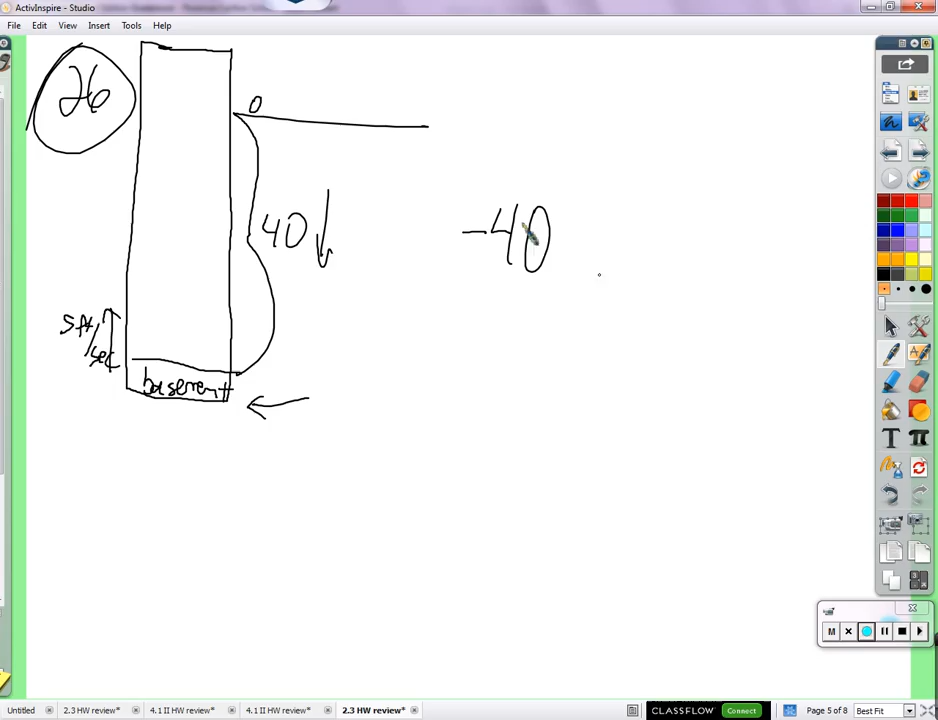 ActivInspire - Studio
File Edit View Insert Tools Help
26
0
40
-40
5ft/
sec
basement
M
Untitled 2.3 HW review* 4.1 II HW review* 4.1 II HW review* 2.3 HW review* CLASSFLOW Connect Page 5 of 8 Best Fit